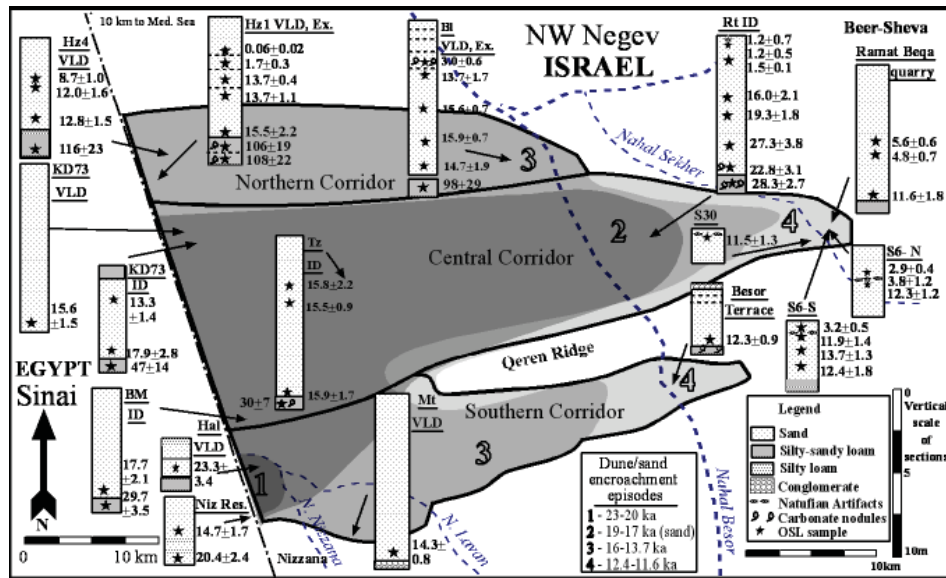 10 km to Med. Sea
Hz4
VLD
8.7±1.0
12.0±1.6
12.8±1.5
116±23
Hz1 VLD, Ex.
0.06±0.02
1.7±0.3
13.7±0.4
13.7±1.1
15.5±2.2
106±19
108±22
Bl
VLD, Ex.
3.0±0.6
13.7±1.7
15.6±0.7
15.9±0.7
14.7±1.9
98±29
NW Negev
ISRAEL
Rt ID
1.2±0.7
1.2±0.5
1.5±0.1
16.0±2.1
19.3±1.8
27.3±3.8
22.8±3.1
28.3±2.7
Beer-Sheva
Ramat Beqa
quarry
5.6±0.6
4.8±0.7
11.6±1.8
Nahal Sekher
KD73
VLD
15.6
±1.5
Northern Corridor
3
2
4
Central Corridor
KD73
ID
13.3
±1.4
17.9±2.8
47±14
Tz
ID
15.8±2.2
15.5±0.9
15.9±1.7
30±7
S30
11.5±1.3
S6-N
2.9±0.4
3.8±1.2
12.3±1.2
S6-S
3.2±0.5
11.9±1.4
13.7±1.3
12.4±1.8
Besor
Terrace
12.3±0.9
Qeren Ridge
EGYPT
Sinai
BM
ID
17.7
±2.1
29.7
±3.5
Hal
VLD
23.3±
3.4
Niz Res.
14.7±1.7
20.4±2.4
Mt
VLD
14.3±
0.8
Southern Corridor
1
3
4
N. Nizzana
N. Lavan
Nahal Besor
Nizzana
N
0 10 km
Dune/sand
encroachment
episodes
1 - 23-20 ka
2 - 19-17 ka (sand)
3 - 16-13.7 ka
4 - 12.4-11.6 ka
Legend
Sand
Silty-sandy loam
Silty loam
Conglomerate
Natufian Artifacts
Carbonate nodules
OSL sample
0
Vertical
scale
of
sections
5
10m
10km